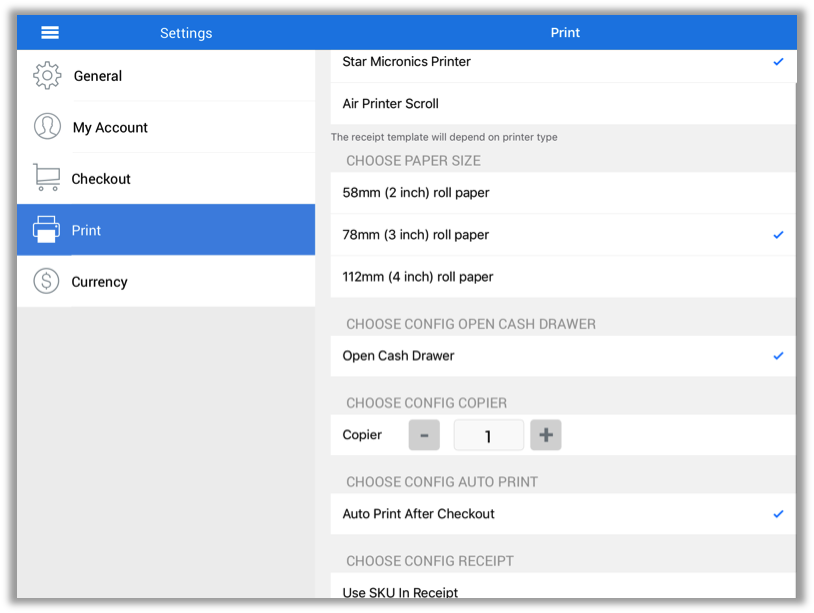 Settings
Print
General
My Account
Checkout
Print
Currency
Star Micronics Printer
Air Printer Scroll
The receipt template will depend on printer type
CHOOSE PAPER SIZE
58mm (2 inch) roll paper
78mm (3 inch) roll paper
112mm (4 inch) roll paper
CHOOSE CONFIG OPEN CASH DRAWER
Open Cash Drawer
CHOOSE CONFIG COPIER
Copier - 1 +
CHOOSE CONFIG AUTO PRINT
Auto Print After Checkout
CHOOSE CONFIG RECEIPT
Use SKU In Receipt